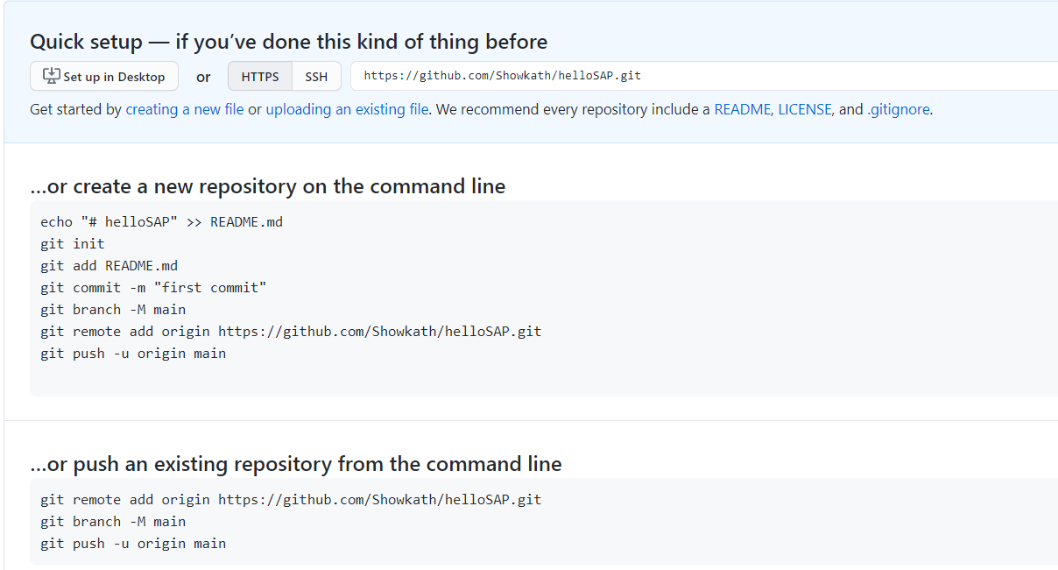 Quick setup — if you’ve done this kind of thing before
Set up in Desktop or HTTPS SSH https://github.com/Showkath/helloSAP.git
Get started by creating a new file or uploading an existing file. We recommend every repository include a README, LICENSE, and .gitignore.
…or create a new repository on the command line
echo "# helloSAP" >> README.md
git init
git add README.md
git commit -m "first commit"
git branch -M main
git remote add origin https://github.com/Showkath/helloSAP.git
git push -u origin main
…or push an existing repository from the command line
git remote add origin https://github.com/Showkath/helloSAP.git
git branch -M main
git push -u origin main